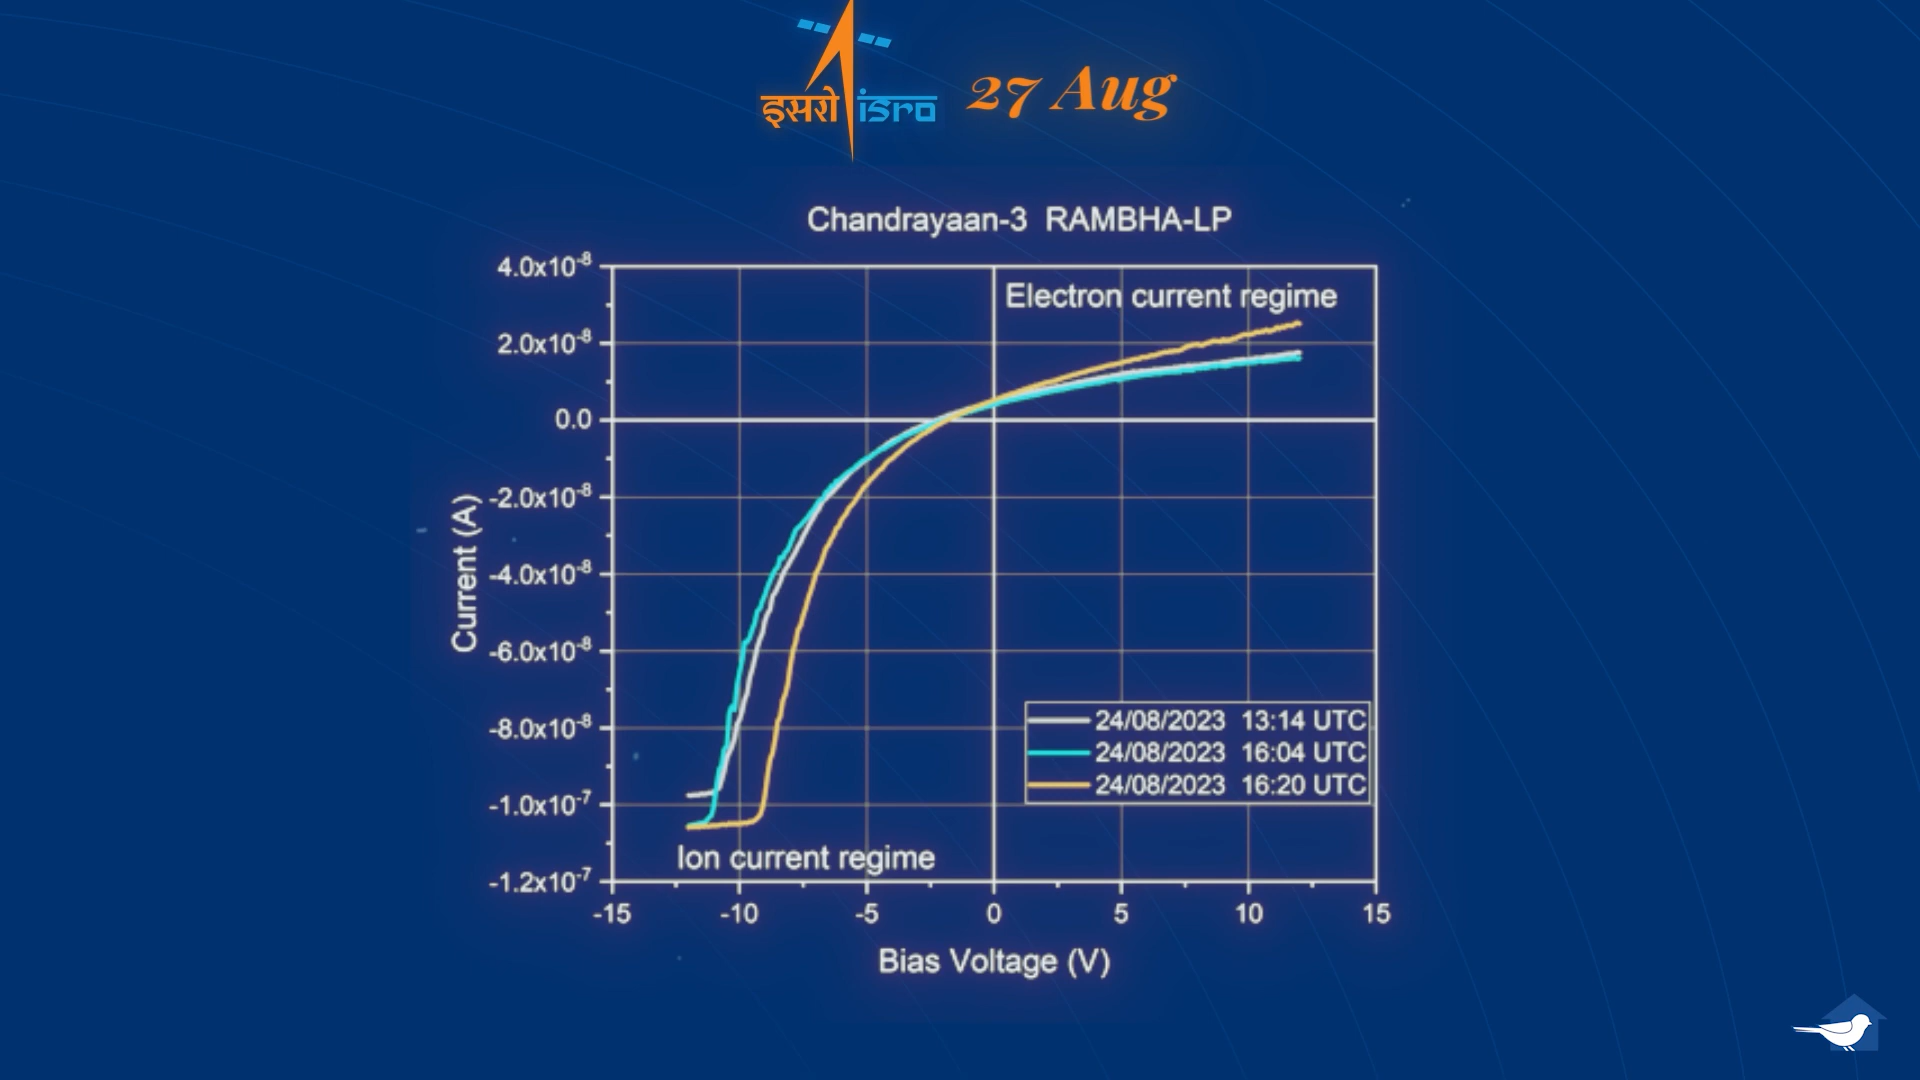 इसरो isro
27 Aug
Chandrayaan-3 RAMBHA-LP
4.0x10⁻⁸
2.0x10⁻⁸
0.0
-2.0x10⁻⁸
-4.0x10⁻⁸
-6.0x10⁻⁸
-8.0x10⁻⁸
-1.0x10⁻⁷
-1.2x10⁻⁷
Current (A)
Electron current regime
24/08/2023 13:14 UTC
24/08/2023 16:04 UTC
24/08/2023 16:20 UTC
Ion current regime
-15 -10 -5 0 5 10 15
Bias Voltage (V)